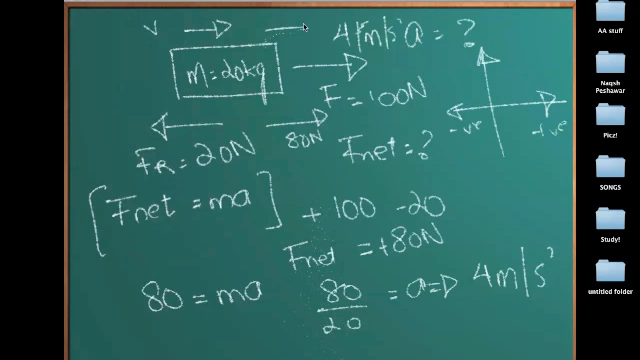 V 4m/s² a = ?
m = 20kg
F = 100N
80N
FR = 20N
Fnet = ?
-ve +ve
[Fnet = ma] + 100 - 20
Fnet = +80N
80 = ma 80/20 = a => 4m/s²
AA stuff
Naqsh Peshawar
Picz!
SONGS
Study!
untitled folder